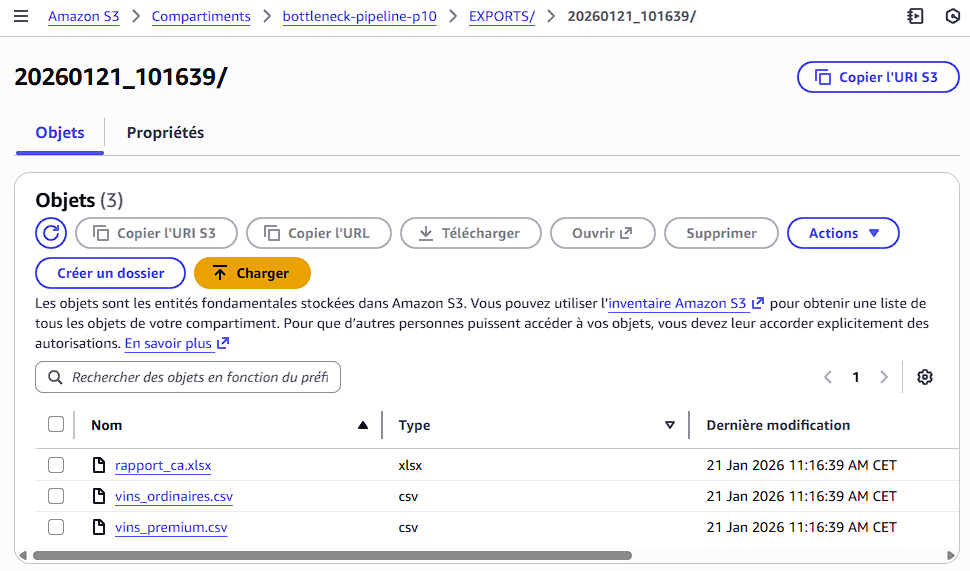 Amazon S3 > Compartiments > bottleneck-pipeline-p10 > EXPORTS/ > 20260121_101639/
20260121_101639/
Copier l'URI S3
Objets Propriétés
Objets (3)
Copier l'URI S3 Copier l'URL Télécharger Ouvrir Supprimer Actions
Créer un dossier Charger
Les objets sont les entités fondamentales stockées dans Amazon S3. Vous pouvez utiliser l'inventaire Amazon S3 pour obtenir une liste de
tous les objets de votre compartiment. Pour que d'autres personnes puissent accéder à vos objets, vous devez leur accorder explicitement des
autorisations. En savoir plus
Rechercher des objets en fonction du préfi
1
Nom Type Dernière modification
rapport_ca.xlsx xlsx 21 Jan 2026 11:16:39 AM CET
vins_ordinaires.csv csv 21 Jan 2026 11:16:39 AM CET
vins_premium.csv csv 21 Jan 2026 11:16:39 AM CET